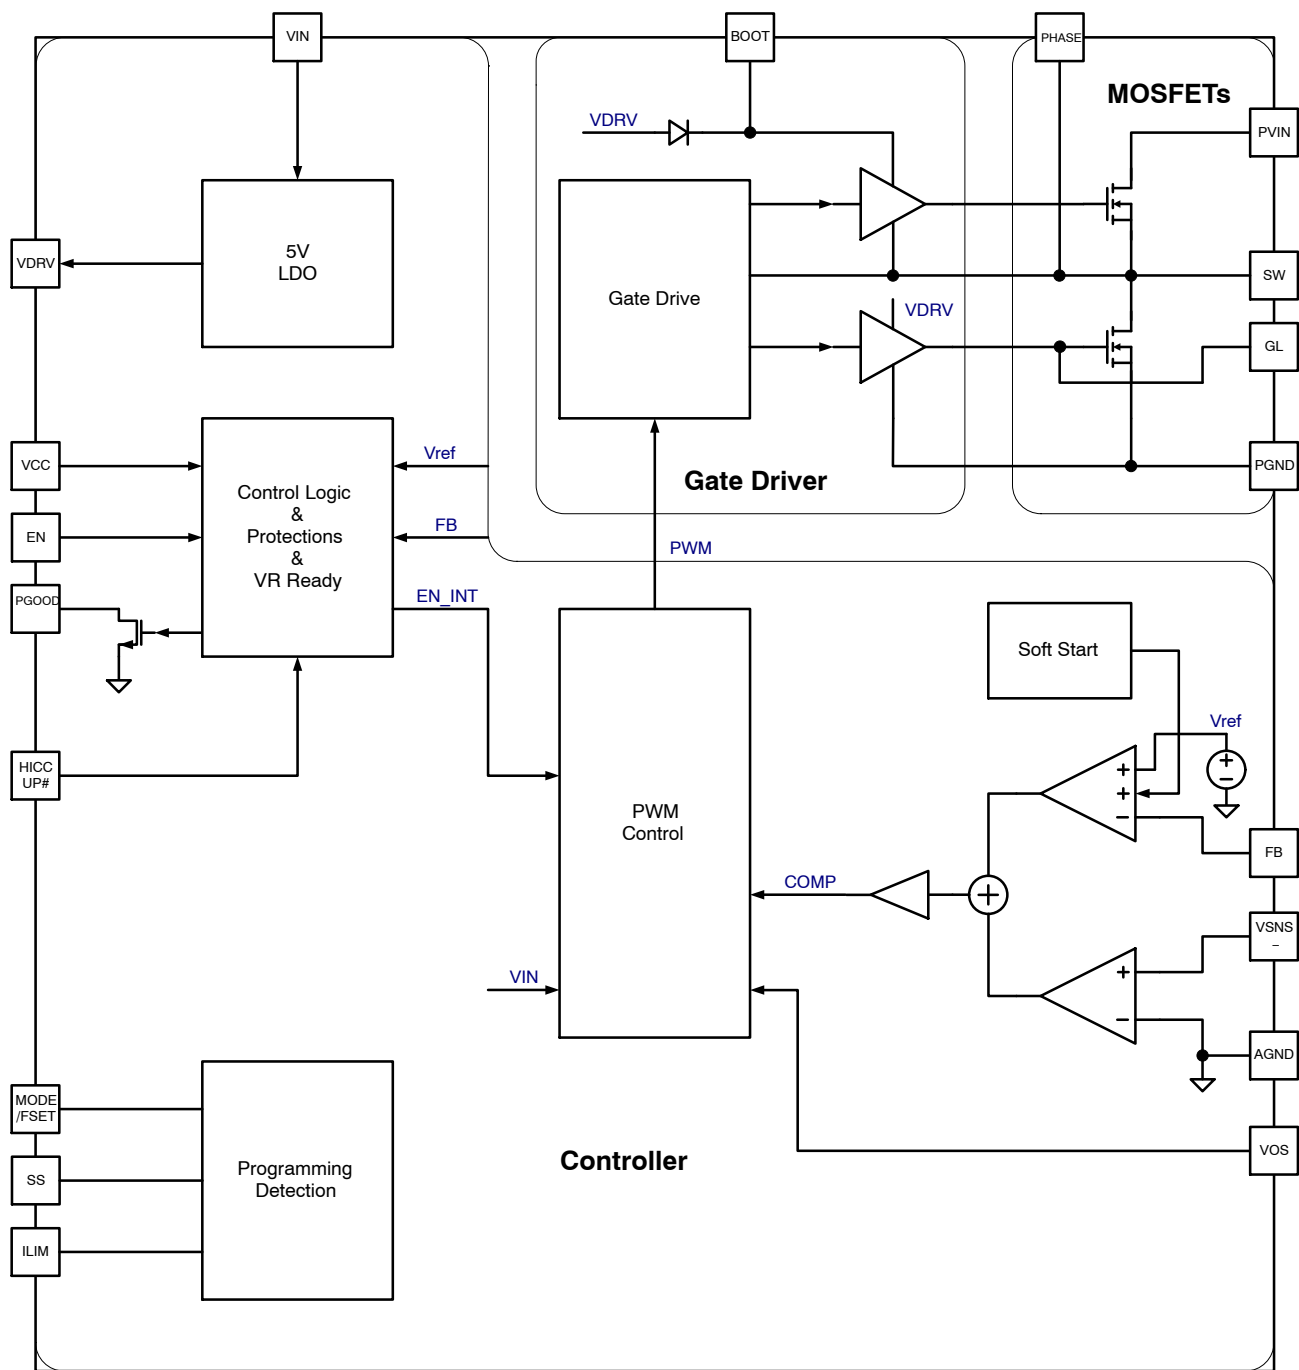 VIN
BOOT
PHASE
MOSFETs
VDRV
PVIN
5V
LDO
VDRV
Gate Drive
SW
VDRV
GL
VCC
Vref
Gate Driver
PGND
Control Logic
&
Protections
&
VR Ready
EN
FB
PWM
PGOOD
EN_INT
Soft Start
Vref
HICC
UP#
+
-
+
+
-
PWM
Control
FB
COMP
+
VSNS
-
VIN
+
-
AGND
MODE
/FSET
SS
ILIM
Programming
Detection
Controller
VOS